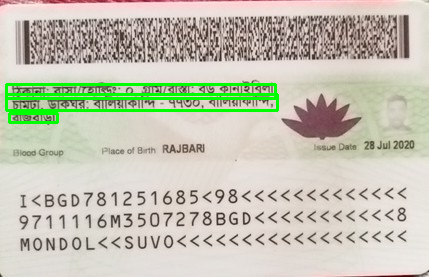 ঠিকানা: বাসা/হোল্ডিং: ০, গ্রাম/রাস্তা: বড় কানাইবিলা
চামটা, ডাকঘর: বালিয়াকান্দি - ৭৭৩০, বালিয়াকান্দি,
রাজবাড়ী
Blood Group Place of Birth RAJBARI Issue Date 28 Jul 2020
I<BGD781251685<98<<<<<<<<<<<<<
9711116M3507278BGD<<<<<<<<<<<8
MONDOL<<SUVO<<<<<<<<<<<<<<<<<<